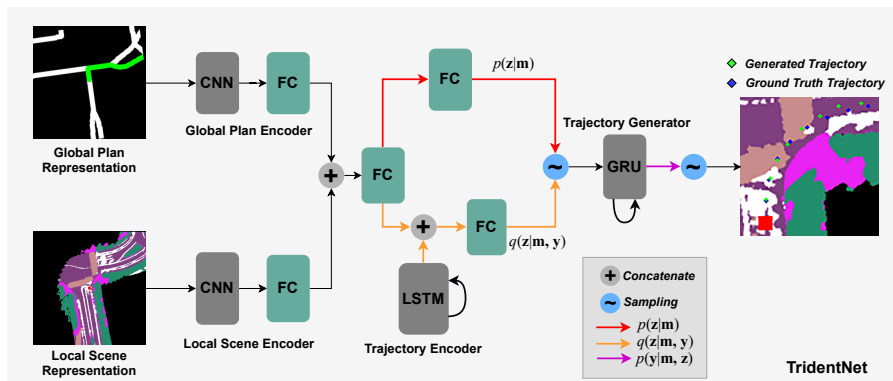 Global Plan
Representation
CNN
FC
Global Plan Encoder
Local Scene
Representation
CNN
FC
Local Scene Encoder
+
FC
FC
p(z|m)
+
FC
q(z|m, y)
LSTM
Trajectory Encoder
~
Trajectory Generator
GRU
~
Generated Trajectory
Ground Truth Trajectory
+ Concatenate
~ Sampling
p(z|m)
q(z|m, y)
p(y|m, z)
TridentNet